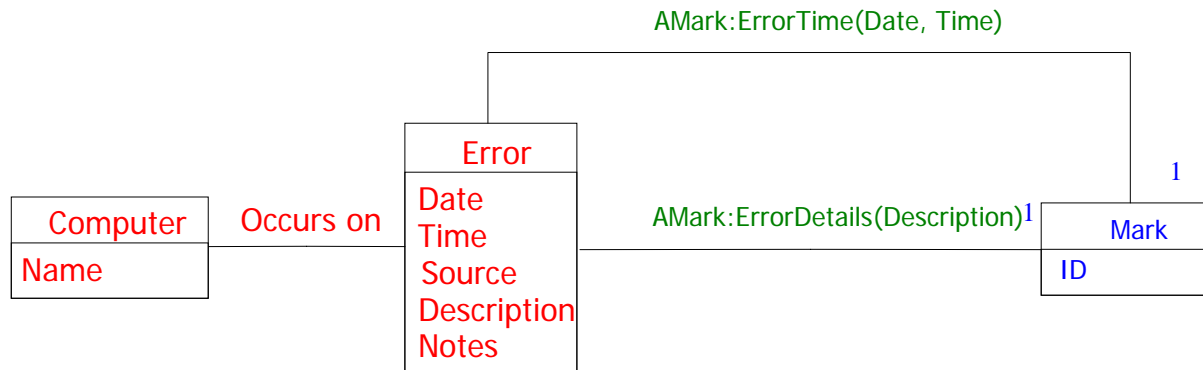 AMark:ErrorTime(Date, Time)
Error
1
Computer
Name
Occurs on
Date
Time
Source
Description
Notes
AMark:ErrorDetails(Description)
1
Mark
ID